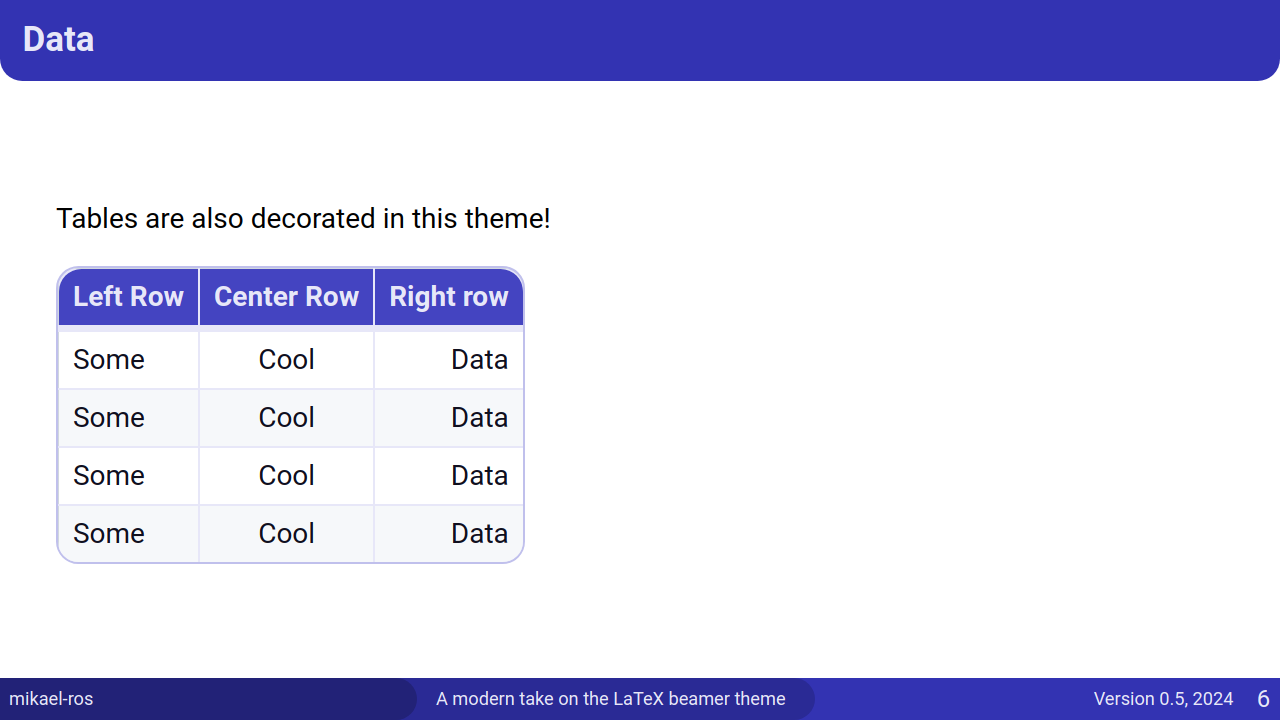 Data
Tables are also decorated in this theme!
Left Row Center Row Right row
Some Cool Data
Some Cool Data
Some Cool Data
Some Cool Data
mikael-ros A modern take on the LaTeX beamer theme Version 0.5, 2024 6